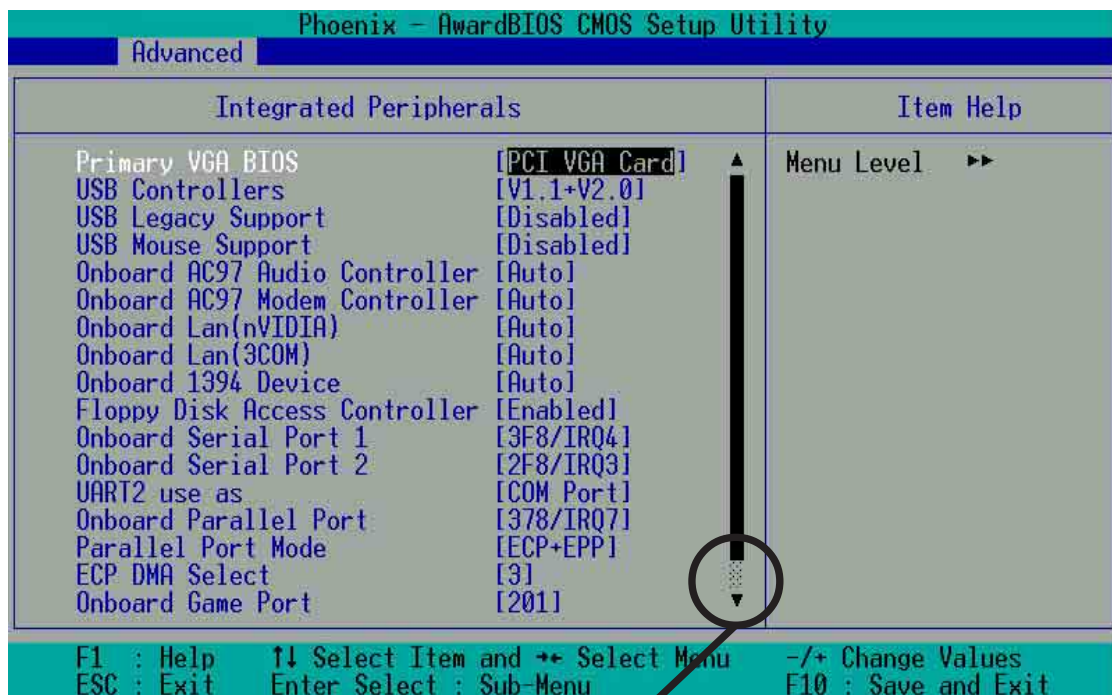 Phoenix - AwardBIOS CMOS Setup Utility
Advanced
Integrated Peripherals
Item Help
Primary VGA BIOS [PCI VGA Card]
Menu Level ▸▸
USB Controllers [V1.1+V2.0]
USB Legacy Support [Disabled]
USB Mouse Support [Disabled]
Onboard AC97 Audio Controller [Auto]
Onboard AC97 Modem Controller [Auto]
Onboard Lan(nVIDIA) [Auto]
Onboard Lan(3COM) [Auto]
Onboard 1394 Device [Auto]
Floppy Disk Access Controller [Enabled]
Onboard Serial Port 1 [3F8/IRQ4]
Onboard Serial Port 2 [2F8/IRQ3]
UART2 use as [COM Port]
Onboard Parallel Port [378/IRQ7]
Parallel Port Mode [ECP+EPP]
ECP DMA Select [3]
Onboard Game Port [201]
F1 : Help ↑↓ Select Item and →← Select Menu -/+ Change Values
ESC : Exit Enter Select : Sub-Menu F10 : Save and Exit